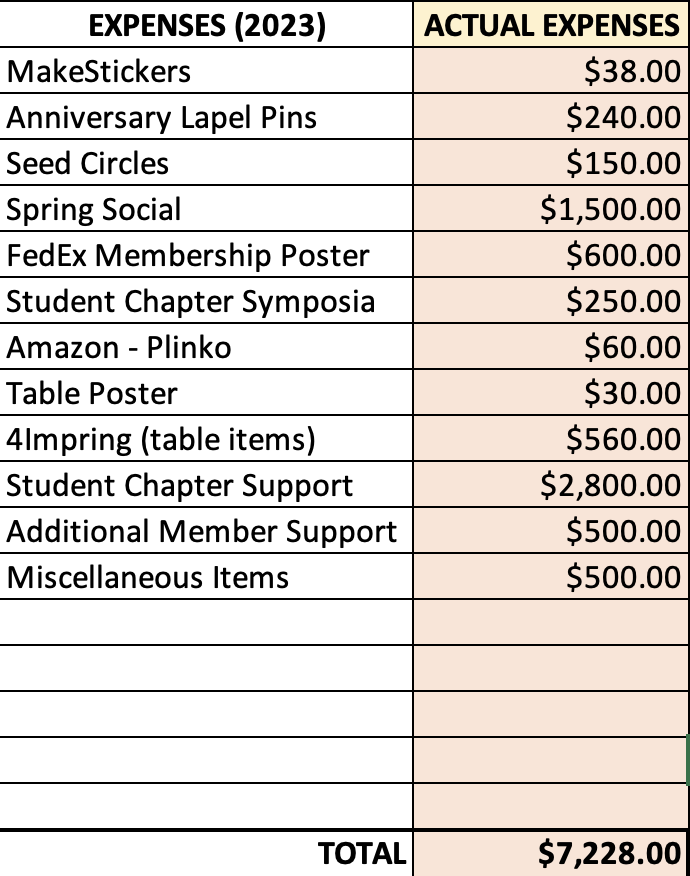 EXPENSES (2023) ACTUAL EXPENSES
MakeStickers $38.00
Anniversary Lapel Pins $240.00
Seed Circles $150.00
Spring Social $1,500.00
FedEx Membership Poster $600.00
Student Chapter Symposia $250.00
Amazon - Plinko $60.00
Table Poster $30.00
4Impring (table items) $560.00
Student Chapter Support $2,800.00
Additional Member Support $500.00
Miscellaneous Items $500.00
TOTAL $7,228.00